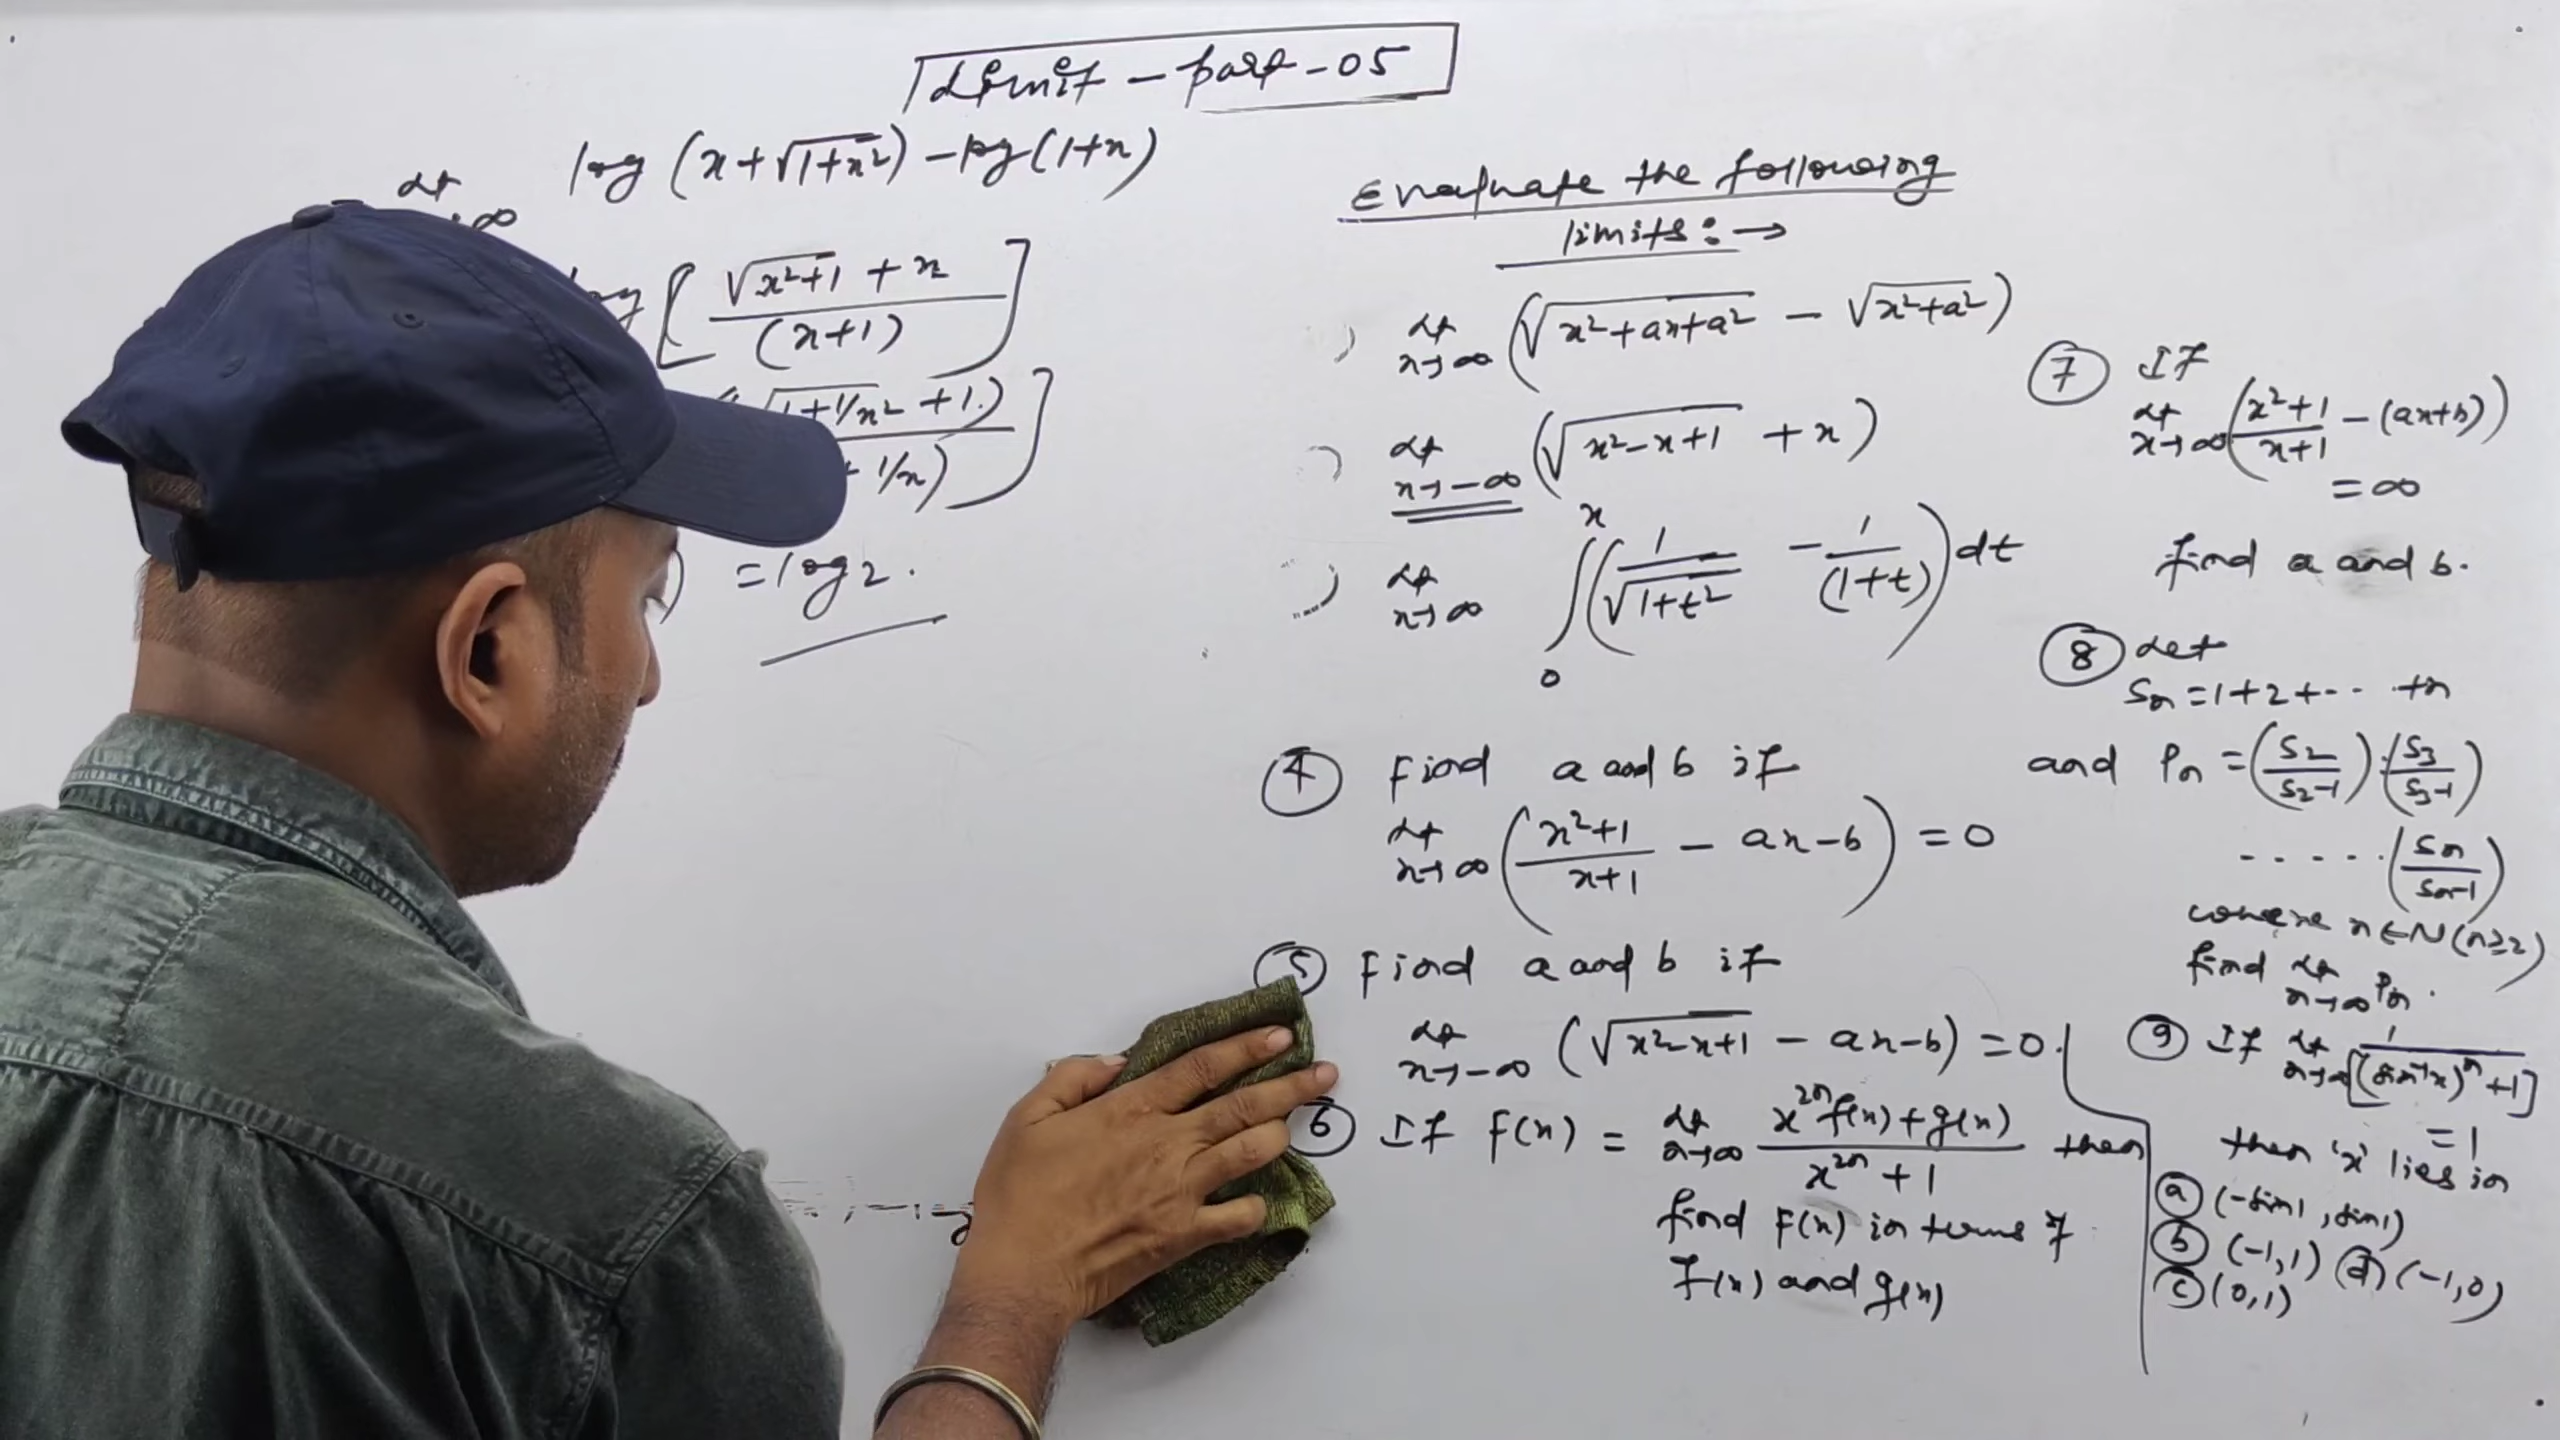 Limit - part - 05
Lt log (x+√(1+x²)) - log(1+x)
∞
[ (√(x²+1) + x) / (x+1) ]
√(1+1/x² +1.)
+ 1/x) ]
) = log 2.
Evaluate the following
limits: →
) Lt x→∞ (√(x²+ax+a²) - √(x²+a²))
) Lt x→-∞ (√(x²-x+1) + x)
) Lt x→∞ ∫₀ˣ (1/√(1+t²) - 1/(1+t)) dt
④ Find a and b if
Lt x→∞ ((x²+1)/(x+1) - ax-b) = 0
⑤ Find a and b if
Lt x→-∞ (√(x²-x+1) - ax-b) = 0.
⑥ If F(x) = Lt n→∞ (x²ⁿf(x)+g(x))/(x²ⁿ+1) then
find F(x) in terms of
f(x) and g(x)
⑦ If
Lt x→∞ ((x²+1)/(x+1) - (ax+b))
= ∞
find a and b.
⑧ Let
Sn = 1+2+ -- +n
and Pn = (S2/(S2-1)).(S3/(S3-1))
- - - - - . (Sn/(Sn-1))
where n∈N (n≥2)
find Lt n→∞ Pn.
⑨ If Lt n→∞ 1/[(sin⁻¹x)ⁿ+1]
= 1
then 'x' lies in
ⓐ (-sin1, sin1)
ⓑ (-1,1) ⓓ (-1,0)
ⓒ (0,1)